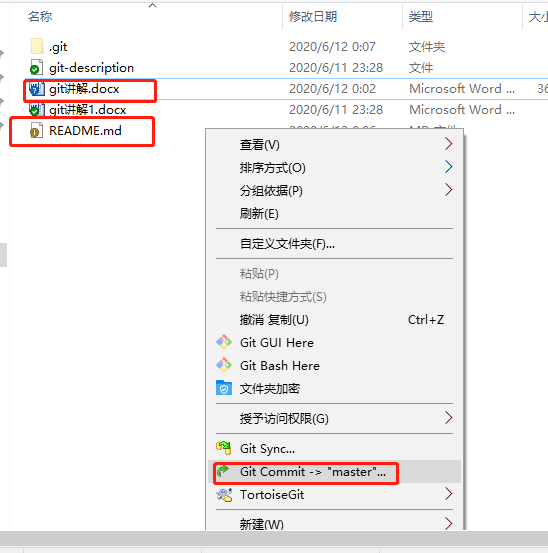 名称 修改日期 类型 大小
.git 2020/6/12 0:07 文件夹
git-description 2020/6/11 23:28 文件
git讲解.docx 2020/6/12 0:02 Microsoft Word ... 36
git讲解1.docx 2020/6/11 23:28 Microsoft Word ...
README.md
查看(V)
排序方式(O)
分组依据(P)
刷新(E)
自定义文件夹(F)...
粘贴(P)
粘贴快捷方式(S)
撤消 复制(U) Ctrl+Z
Git GUI Here
Git Bash Here
文件夹加密
授予访问权限(G)
Git Sync...
Git Commit -> "master"...
TortoiseGit
新建(W)